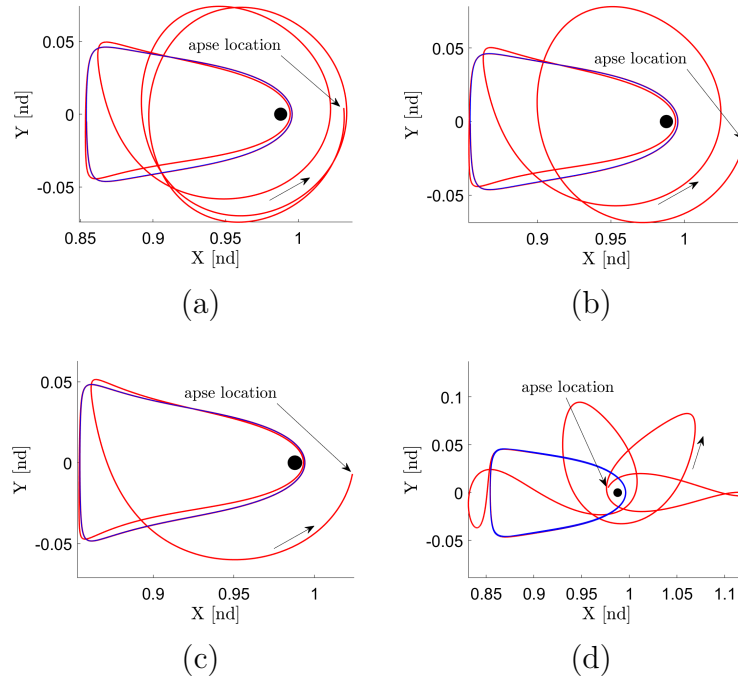 0.05
0
-0.05
Y [nd]
apse location
0.85
0.9
0.95
1
X [nd]
(a)
0.05
0
-0.05
Y [nd]
apse location
0.9
0.95
1
X [nd]
(b)
0.05
0
-0.05
Y [nd]
apse location
0.9
0.95
1
X [nd]
(c)
0.1
0.05
0
-0.05
Y [nd]
apse location
0.85
0.9
0.95
1
1.05
1.1
X [nd]
(d)